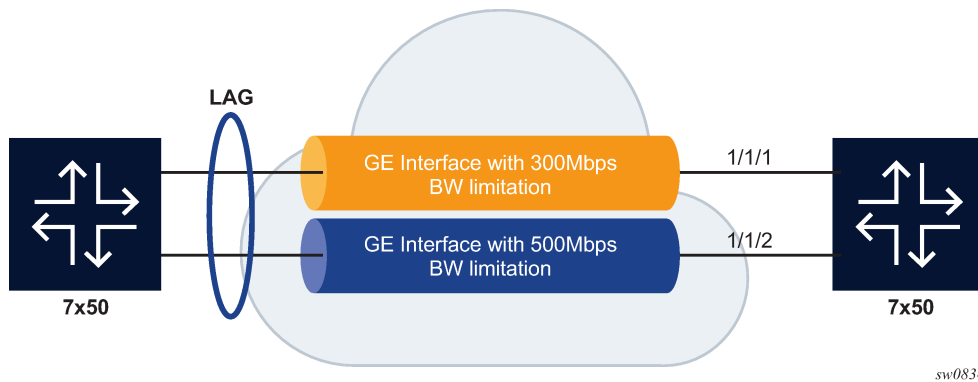 LAG
GE Interface with 300Mbps
BW limitation
1/1/1
GE Interface with 500Mbps
BW limitation
1/1/2
7x50
7x50